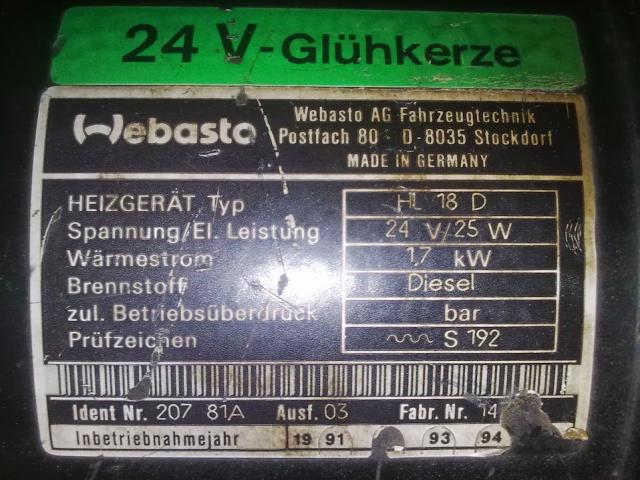 24 V-Glühkerze
Webasto
Webasto AG Fahrzeugtechnik
Postfach 80 D-8035 Stockdorf
MADE IN GERMANY
HEIZGERÄT Typ HL 18 D
Spannung/El. Leistung 24 V/25 W
Wärmestrom 1,7 kW
Brennstoff Diesel
zul. Betriebsüberdruck bar
Prüfzeichen S 192
Ident Nr. 207 81A Ausf. 03 Fabr. Nr. 14
Inbetriebnahmejahr 19 91 93 94